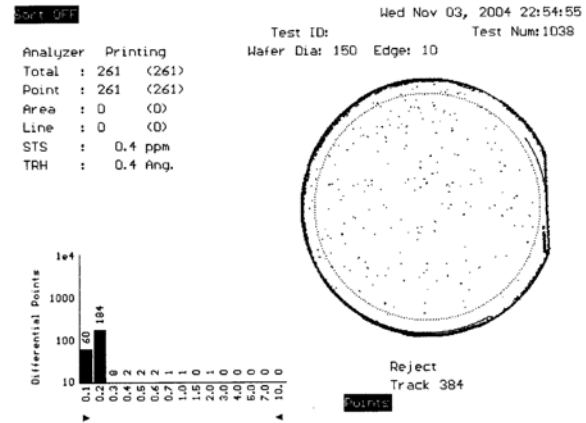 Sort OFF
Wed Nov 03, 2004 22:54:55
Test ID: Test Num:1038
Analyzer Printing Wafer Dia: 150 Edge: 10
Total : 261 (261)
Point : 261 (261)
Area : 0 (0)
Line : 0 (0)
STS : 0.4 ppm
TRH : 0.4 Ang.
Differential Points
1e4
1000
100
10
60 184 8 2 2 2 1 1 0 1 0 0 0 0 0
0.1 0.2 0.3 0.4 0.5 0.6 0.7 1.0 1.5 2.0 3.0 4.0 5.0 7.0 10.
Reject
Track 384
Points